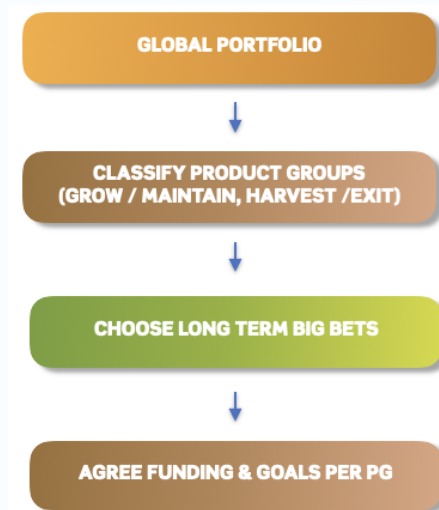 GLOBAL PORTFOLIO
CLASSIFY PRODUCT GROUPS
(GROW / MAINTAIN, HARVEST /EXIT)
CHOOSE LONG TERM BIG BETS
AGREE FUNDING & GOALS PER PG